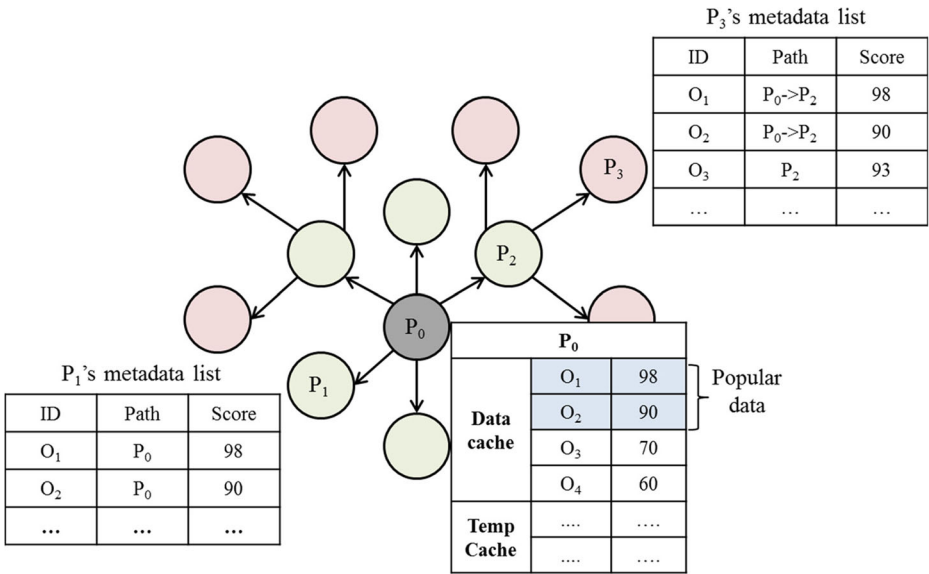 P₃’s metadata list
ID Path Score
O₁ P₀->P₂ 98
O₂ P₀->P₂ 90
O₃ P₂ 93
... ... ...
P₃
P₂
P₀
P₁
P₁’s metadata list
ID Path Score
O₁ P₀ 98
O₂ P₀ 90
... ... ...
P₀
Data cache
O₁ 98
O₂ 90
O₃ 70
O₄ 60
Temp Cache
.... ....
.... ....
Popular
data